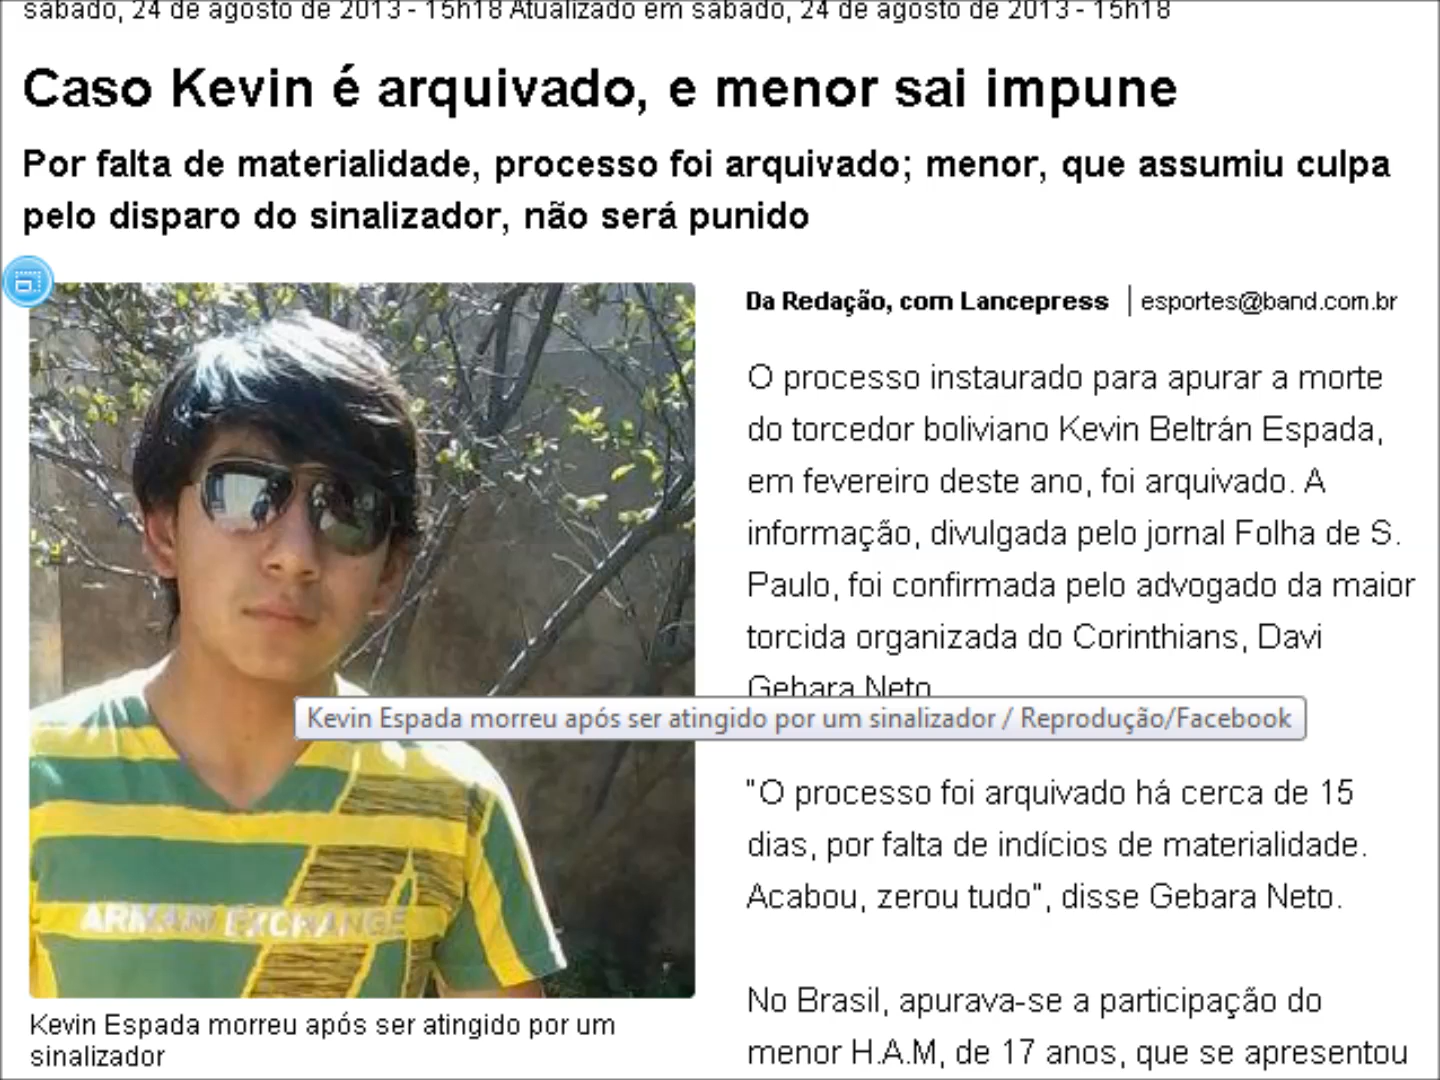 sábado, 24 de agosto de 2013 - 15h18 Atualizado em sábado, 24 de agosto de 2013 - 15h18
Caso Kevin é arquivado, e menor sai impune
Por falta de materialidade, processo foi arquivado; menor, que assumiu culpa
pelo disparo do sinalizador, não será punido
Da Redação, com Lancepress | esportes@band.com.br
O processo instaurado para apurar a morte
do torcedor boliviano Kevin Beltrán Espada,
em fevereiro deste ano, foi arquivado. A
informação, divulgada pelo jornal Folha de S.
Paulo, foi confirmada pelo advogado da maior
torcida organizada do Corinthians, Davi
Gebara Neto
Kevin Espada morreu após ser atingido por um sinalizador / Reprodução/Facebook
"O processo foi arquivado há cerca de 15
dias, por falta de indícios de materialidade.
Acabou, zerou tudo", disse Gebara Neto.
No Brasil, apurava-se a participação do
menor H.A.M, de 17 anos, que se apresentou
ARMANI EXCHANGE
Kevin Espada morreu após ser atingido por um
sinalizador